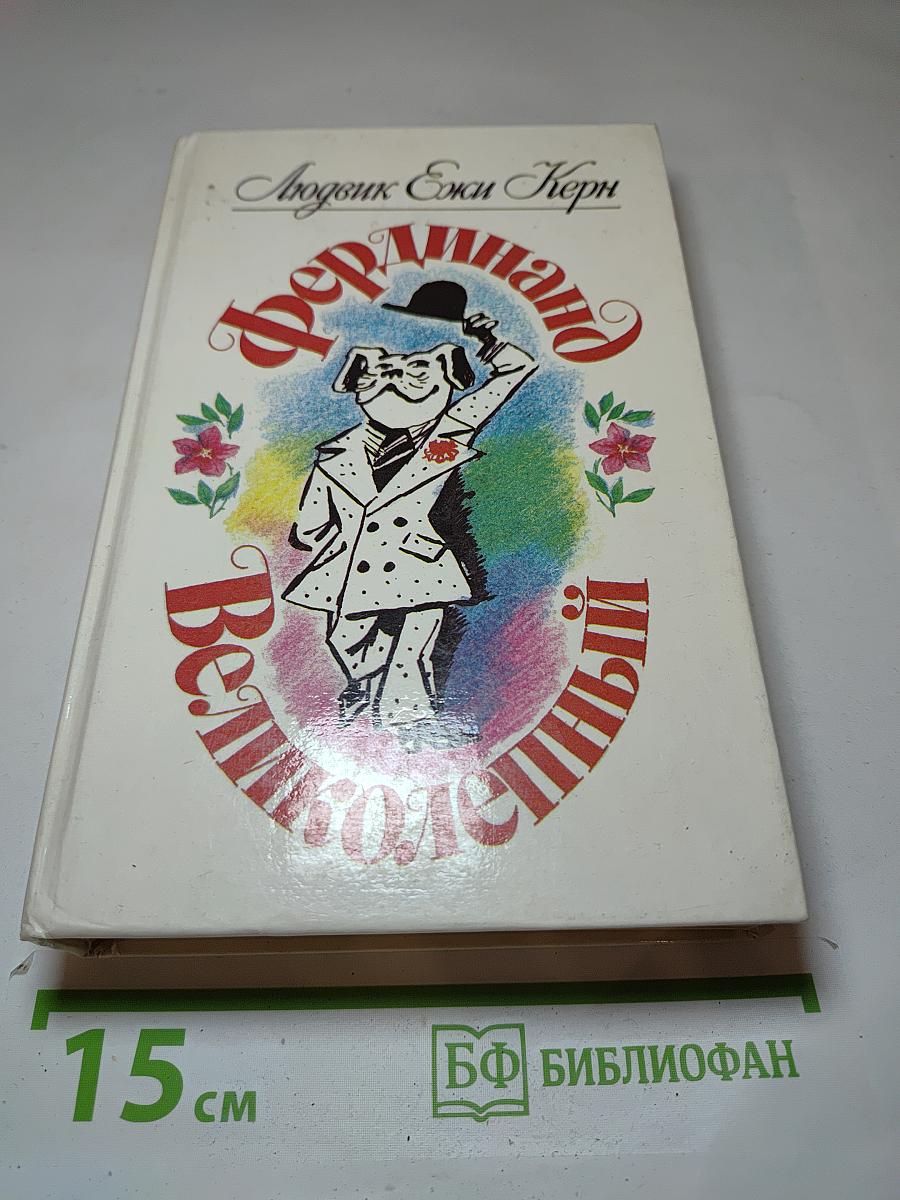 Людвик Ежи Керн
Фердинанд
Великолепный
15 см
БФ БИБЛИОФАН